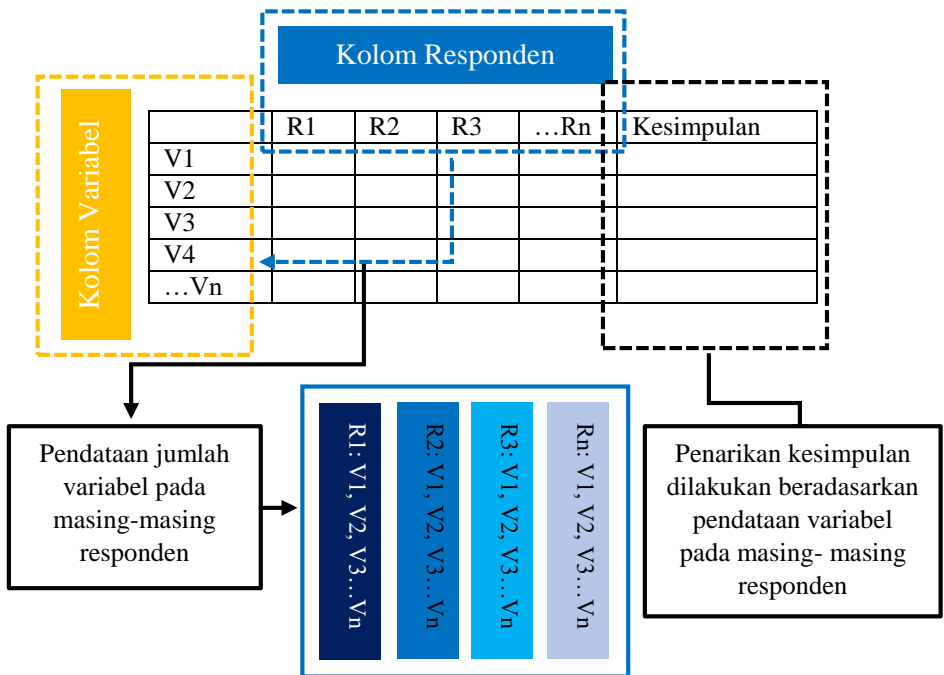 Kolom Responden
Kolom Variabel
R1 R2 R3 …Rn Kesimpulan
V1
V2
V3
V4
…Vn
Pendataan jumlah
variabel pada
masing-masing
responden
R1: V1, V2, V3…Vn
R2: V1, V2, V3…Vn
R3: V1, V2, V3…Vn
Rn: V1, V2, V3…Vn
Penarikan kesimpulan
dilakukan beradasarkan
pendataan variabel
pada masing- masing
responden